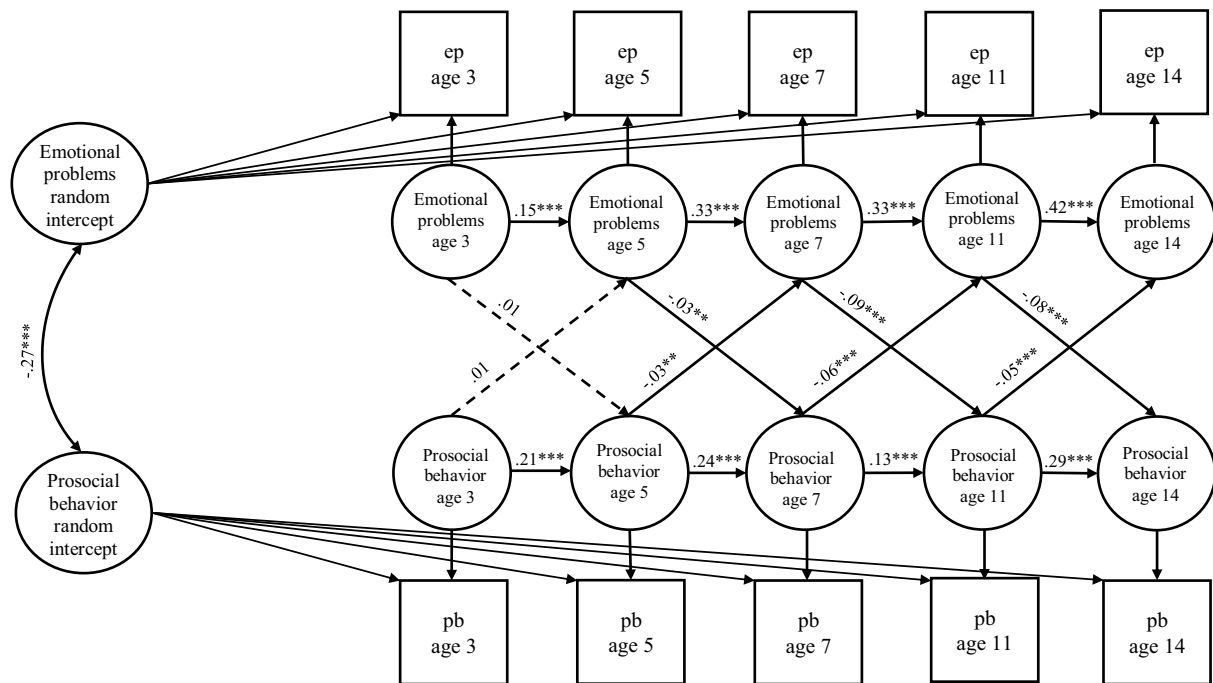 ep
age 3
ep
age 5
ep
age 7
ep
age 11
ep
age 14
Emotional
problems
random
intercept
Emotional
problems
age 3
.15***
Emotional
problems
age 5
.33***
Emotional
problems
age 7
.33***
Emotional
problems
age 11
.42***
Emotional
problems
age 14
-.27***
.01
.01
-.03**
-.03**
-.09***
-.06***
-.08***
-.05***
Prosocial
behavior
random
intercept
Prosocial
behavior
age 3
.21***
Prosocial
behavior
age 5
.24***
Prosocial
behavior
age 7
.13***
Prosocial
behavior
age 11
.29***
Prosocial
behavior
age 14
pb
age 3
pb
age 5
pb
age 7
pb
age 11
pb
age 14